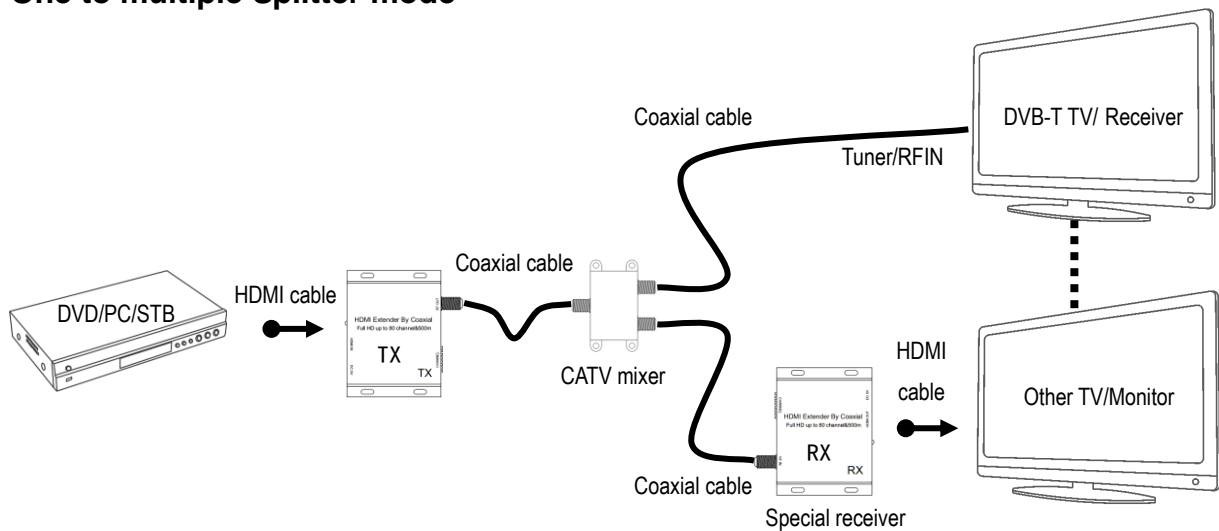 One to multiple Splitter mode
Coaxial cable
DVB-T TV/ Receiver
Tuner/RFIN
Coaxial cable
HDMI cable
DVD/PC/STB
HDMI Extender By Coaxial
Full HD up to 80 channel&500m
TX
TX
CATV mixer
HDMI
cable
Other TV/Monitor
HDMI Extender By Coaxial
Full HD up to 80 channel&500m
RX
RX
Coaxial cable
Special receiver